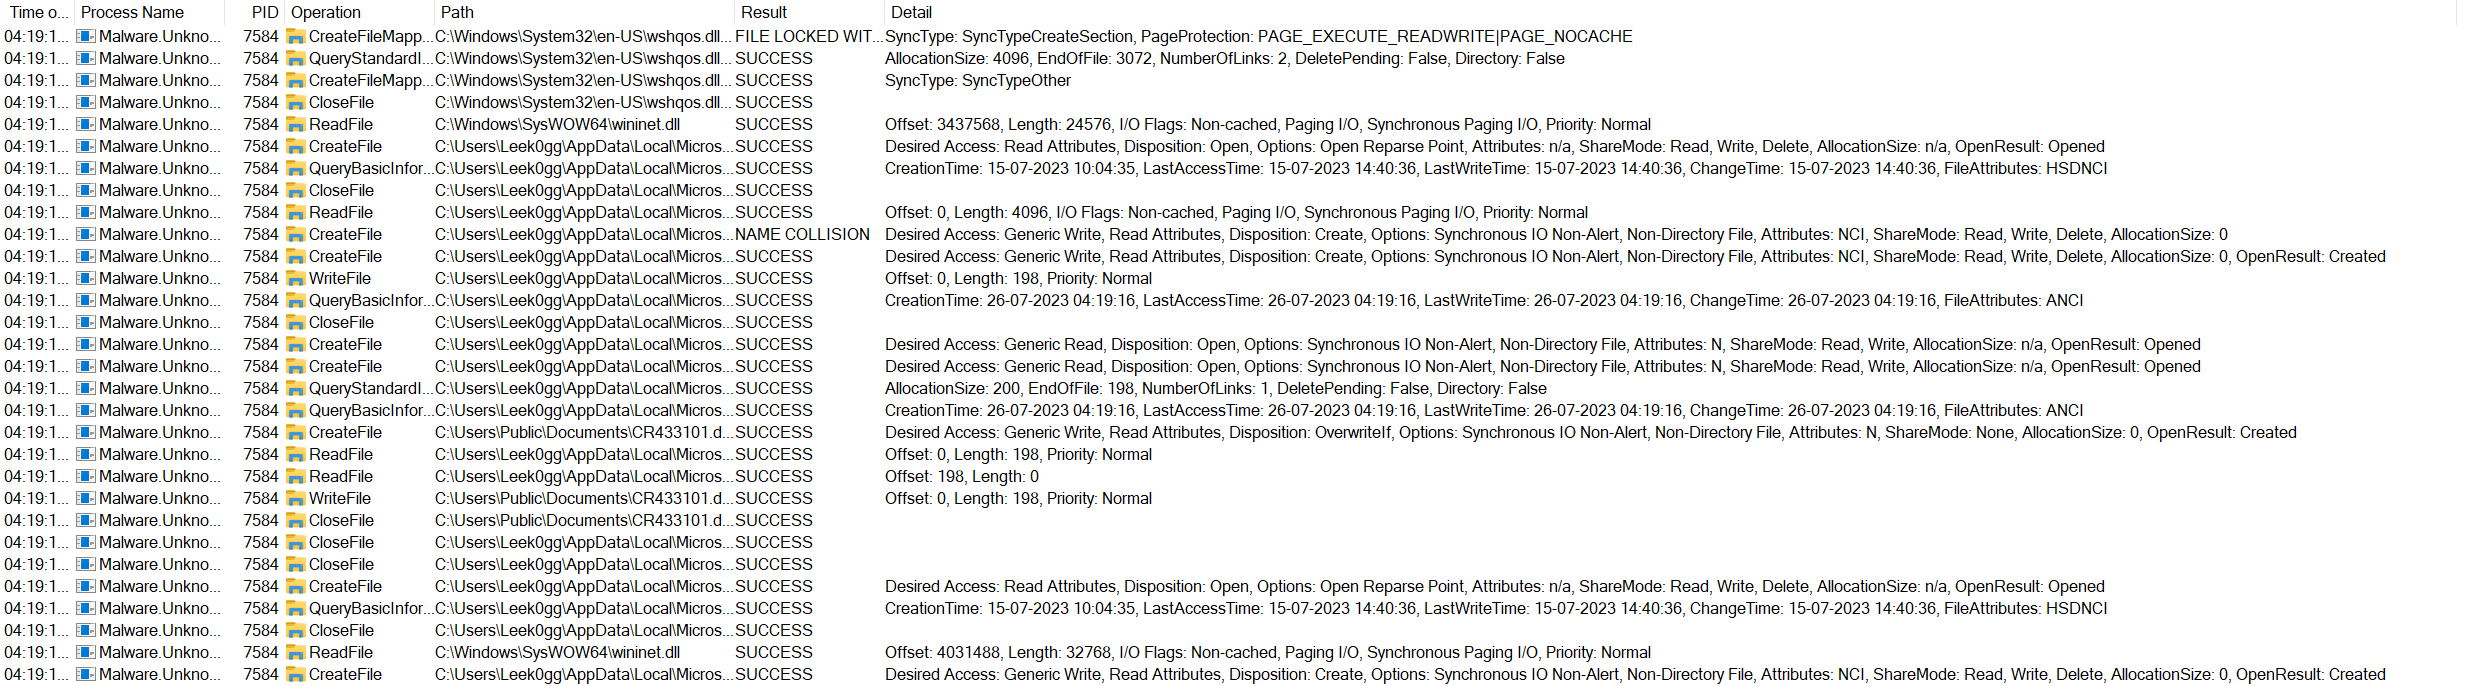 Time o... Process Name PID Operation Path Result Detail
04:19:1... Malware.Unkno... 7584 CreateFileMapp... C:\Windows\System32\en-US\wshqos.dll... FILE LOCKED WIT... SyncType: SyncTypeCreateSection, PageProtection: PAGE_EXECUTE_READWRITE|PAGE_NOCACHE
04:19:1... Malware.Unkno... 7584 QueryStandardI... C:\Windows\System32\en-US\wshqos.dll... SUCCESS AllocationSize: 4096, EndOfFile: 3072, NumberOfLinks: 2, DeletePending: False, Directory: False
04:19:1... Malware.Unkno... 7584 CreateFileMapp... C:\Windows\System32\en-US\wshqos.dll... SUCCESS SyncType: SyncTypeOther
04:19:1... Malware.Unkno... 7584 CloseFile C:\Windows\System32\en-US\wshqos.dll... SUCCESS
04:19:1... Malware.Unkno... 7584 ReadFile C:\Windows\SysWOW64\wininet.dll SUCCESS Offset: 3437568, Length: 24576, I/O Flags: Non-cached, Paging I/O, Synchronous Paging I/O, Priority: Normal
04:19:1... Malware.Unkno... 7584 CreateFile C:\Users\Leek0gg\AppData\Local\Micros... SUCCESS Desired Access: Read Attributes, Disposition: Open, Options: Open Reparse Point, Attributes: n/a, ShareMode: Read, Write, Delete, AllocationSize: n/a, OpenResult: Opened
04:19:1... Malware.Unkno... 7584 QueryBasicInfor... C:\Users\Leek0gg\AppData\Local\Micros... SUCCESS CreationTime: 15-07-2023 10:04:35, LastAccessTime: 15-07-2023 14:40:36, LastWriteTime: 15-07-2023 14:40:36, ChangeTime: 15-07-2023 14:40:36, FileAttributes: HSDNCI
04:19:1... Malware.Unkno... 7584 CloseFile C:\Users\Leek0gg\AppData\Local\Micros... SUCCESS
04:19:1... Malware.Unkno... 7584 ReadFile C:\Users\Leek0gg\AppData\Local\Micros... SUCCESS Offset: 0, Length: 4096, I/O Flags: Non-cached, Paging I/O, Synchronous Paging I/O, Priority: Normal
04:19:1... Malware.Unkno... 7584 CreateFile C:\Users\Leek0gg\AppData\Local\Micros... NAME COLLISION Desired Access: Generic Write, Read Attributes, Disposition: Create, Options: Synchronous IO Non-Alert, Non-Directory File, Attributes: NCI, ShareMode: Read, Write, Delete, AllocationSize: 0
04:19:1... Malware.Unkno... 7584 CreateFile C:\Users\Leek0gg\AppData\Local\Micros... SUCCESS Desired Access: Generic Write, Read Attributes, Disposition: Create, Options: Synchronous IO Non-Alert, Non-Directory File, Attributes: NCI, ShareMode: Read, Write, Delete, AllocationSize: 0, OpenResult: Created
04:19:1... Malware.Unkno... 7584 WriteFile C:\Users\Leek0gg\AppData\Local\Micros... SUCCESS Offset: 0, Length: 198, Priority: Normal
04:19:1... Malware.Unkno... 7584 QueryBasicInfor... C:\Users\Leek0gg\AppData\Local\Micros... SUCCESS CreationTime: 26-07-2023 04:19:16, LastAccessTime: 26-07-2023 04:19:16, LastWriteTime: 26-07-2023 04:19:16, ChangeTime: 26-07-2023 04:19:16, FileAttributes: ANCI
04:19:1... Malware.Unkno... 7584 CloseFile C:\Users\Leek0gg\AppData\Local\Micros... SUCCESS
04:19:1... Malware.Unkno... 7584 CreateFile C:\Users\Leek0gg\AppData\Local\Micros... SUCCESS Desired Access: Generic Read, Disposition: Open, Options: Synchronous IO Non-Alert, Non-Directory File, Attributes: N, ShareMode: Read, Write, AllocationSize: n/a, OpenResult: Opened
04:19:1... Malware.Unkno... 7584 CreateFile C:\Users\Leek0gg\AppData\Local\Micros... SUCCESS Desired Access: Generic Read, Disposition: Open, Options: Synchronous IO Non-Alert, Non-Directory File, Attributes: N, ShareMode: Read, Write, AllocationSize: n/a, OpenResult: Opened
04:19:1... Malware.Unkno... 7584 QueryStandardI... C:\Users\Leek0gg\AppData\Local\Micros... SUCCESS AllocationSize: 200, EndOfFile: 198, NumberOfLinks: 1, DeletePending: False, Directory: False
04:19:1... Malware.Unkno... 7584 QueryBasicInfor... C:\Users\Leek0gg\AppData\Local\Micros... SUCCESS CreationTime: 26-07-2023 04:19:16, LastAccessTime: 26-07-2023 04:19:16, LastWriteTime: 26-07-2023 04:19:16, ChangeTime: 26-07-2023 04:19:16, FileAttributes: ANCI
04:19:1... Malware.Unkno... 7584 CreateFile C:\Users\Public\Documents\CR433101.d... SUCCESS Desired Access: Generic Write, Read Attributes, Disposition: OverwriteIf, Options: Synchronous IO Non-Alert, Non-Directory File, Attributes: N, ShareMode: None, AllocationSize: 0, OpenResult: Created
04:19:1... Malware.Unkno... 7584 ReadFile C:\Users\Leek0gg\AppData\Local\Micros... SUCCESS Offset: 0, Length: 198, Priority: Normal
04:19:1... Malware.Unkno... 7584 ReadFile C:\Users\Leek0gg\AppData\Local\Micros... SUCCESS Offset: 198, Length: 0
04:19:1... Malware.Unkno... 7584 WriteFile C:\Users\Public\Documents\CR433101.d... SUCCESS Offset: 0, Length: 198, Priority: Normal
04:19:1... Malware.Unkno... 7584 CloseFile C:\Users\Public\Documents\CR433101.d... SUCCESS
04:19:1... Malware.Unkno... 7584 CloseFile C:\Users\Leek0gg\AppData\Local\Micros... SUCCESS
04:19:1... Malware.Unkno... 7584 CloseFile C:\Users\Leek0gg\AppData\Local\Micros... SUCCESS
04:19:1... Malware.Unkno... 7584 CreateFile C:\Users\Leek0gg\AppData\Local\Micros... SUCCESS Desired Access: Read Attributes, Disposition: Open, Options: Open Reparse Point, Attributes: n/a, ShareMode: Read, Write, Delete, AllocationSize: n/a, OpenResult: Opened
04:19:1... Malware.Unkno... 7584 QueryBasicInfor... C:\Users\Leek0gg\AppData\Local\Micros... SUCCESS CreationTime: 15-07-2023 10:04:35, LastAccessTime: 15-07-2023 14:40:36, LastWriteTime: 15-07-2023 14:40:36, ChangeTime: 15-07-2023 14:40:36, FileAttributes: HSDNCI
04:19:1... Malware.Unkno... 7584 CloseFile C:\Users\Leek0gg\AppData\Local\Micros... SUCCESS
04:19:1... Malware.Unkno... 7584 ReadFile C:\Windows\SysWOW64\wininet.dll SUCCESS Offset: 4031488, Length: 32768, I/O Flags: Non-cached, Paging I/O, Synchronous Paging I/O, Priority: Normal
04:19:1... Malware.Unkno... 7584 CreateFile C:\Users\Leek0gg\AppData\Local\Micros... SUCCESS Desired Access: Generic Write, Read Attributes, Disposition: Create, Options: Synchronous IO Non-Alert, Non-Directory File, Attributes: NCI, ShareMode: Read, Write, Delete, AllocationSize: 0, OpenResult: Created